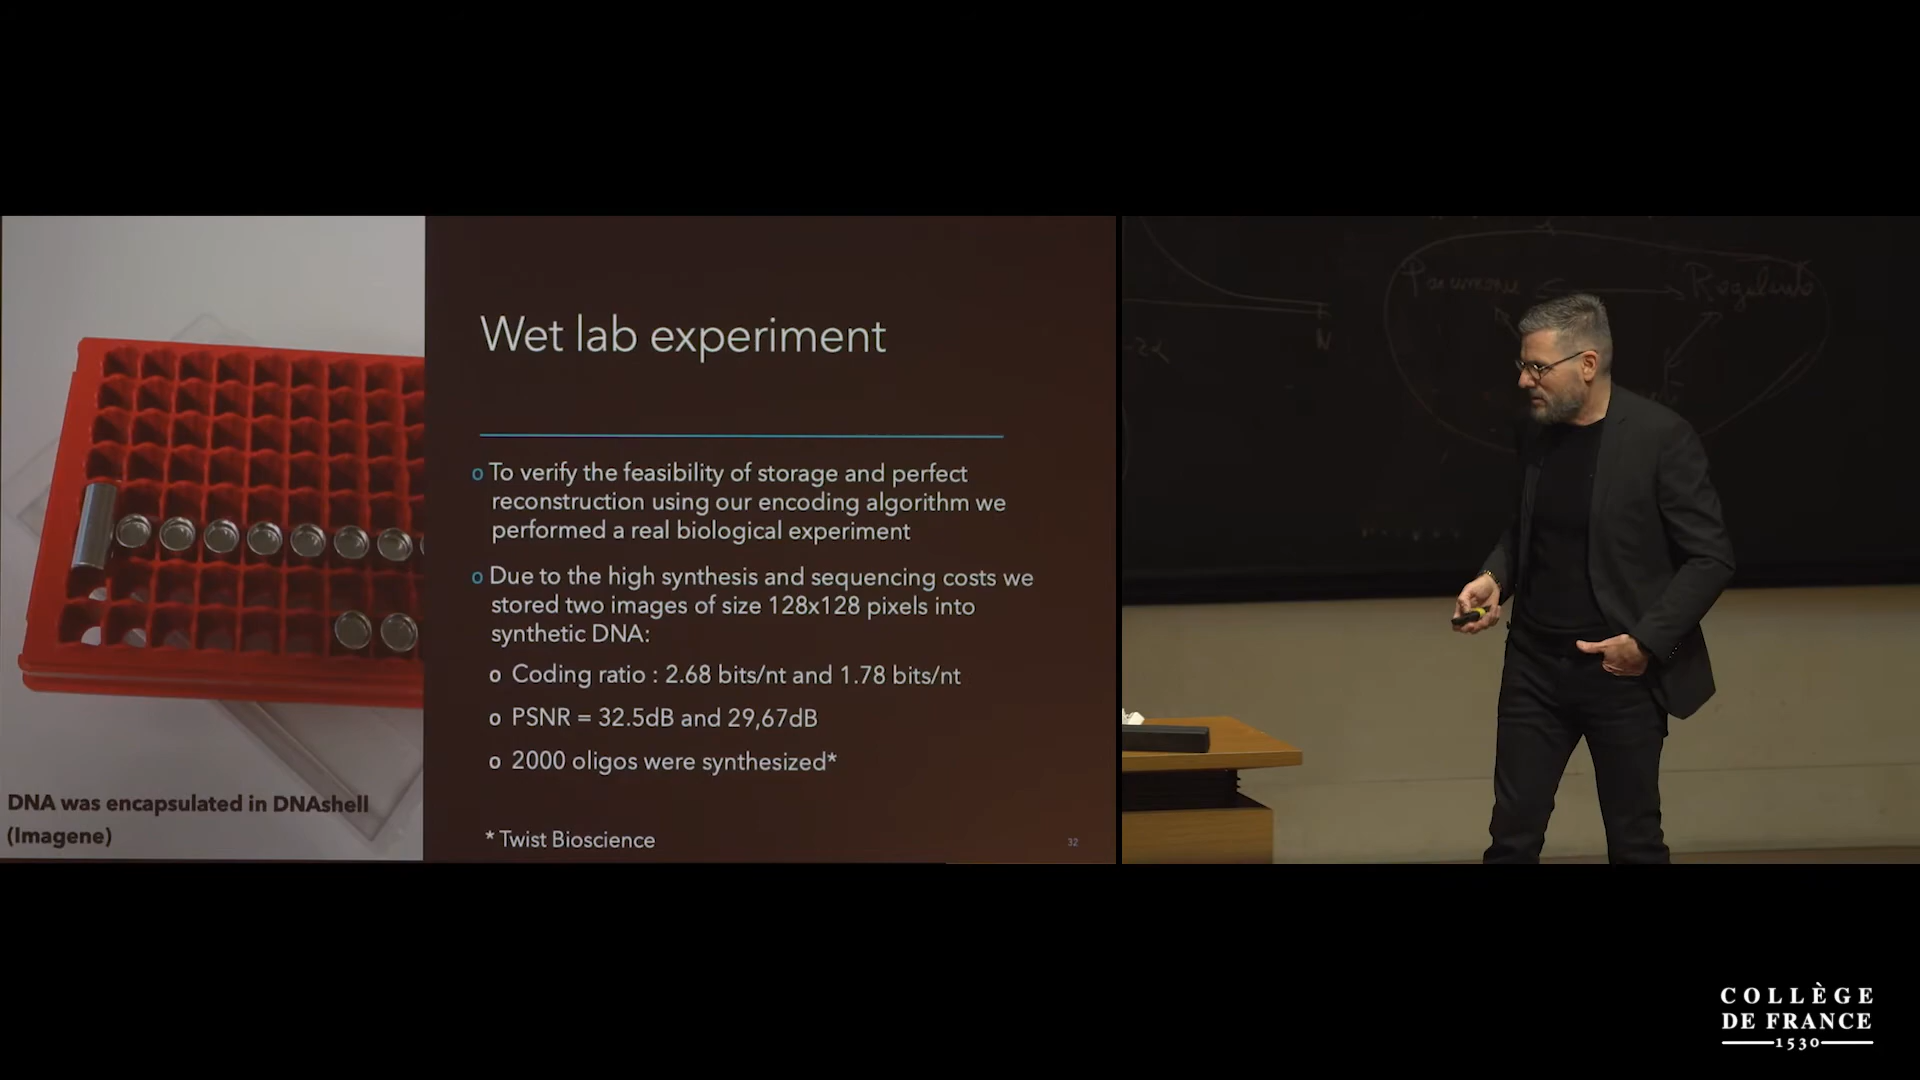 Wet lab experiment
o To verify the feasibility of storage and perfect
reconstruction using our encoding algorithm we
performed a real biological experiment
o Due to the high synthesis and sequencing costs we
stored two images of size 128x128 pixels into
synthetic DNA:
o Coding ratio : 2.68 bits/nt and 1.78 bits/nt
o PSNR = 32.5dB and 29,67dB
o 2000 oligos were synthesized*
* Twist Bioscience
32
DNA was encapsulated in DNAshell
(Imagene)
COLLÈGE
DE FRANCE
1530